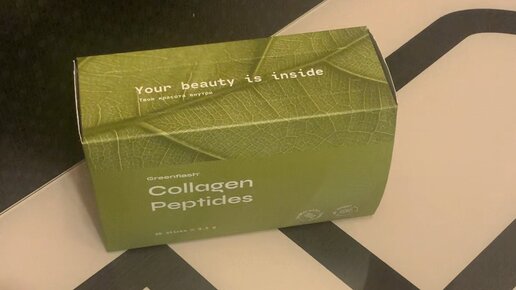 Your beauty is inside
Твоя красота внутри
Greenflash
Collagen
Peptides